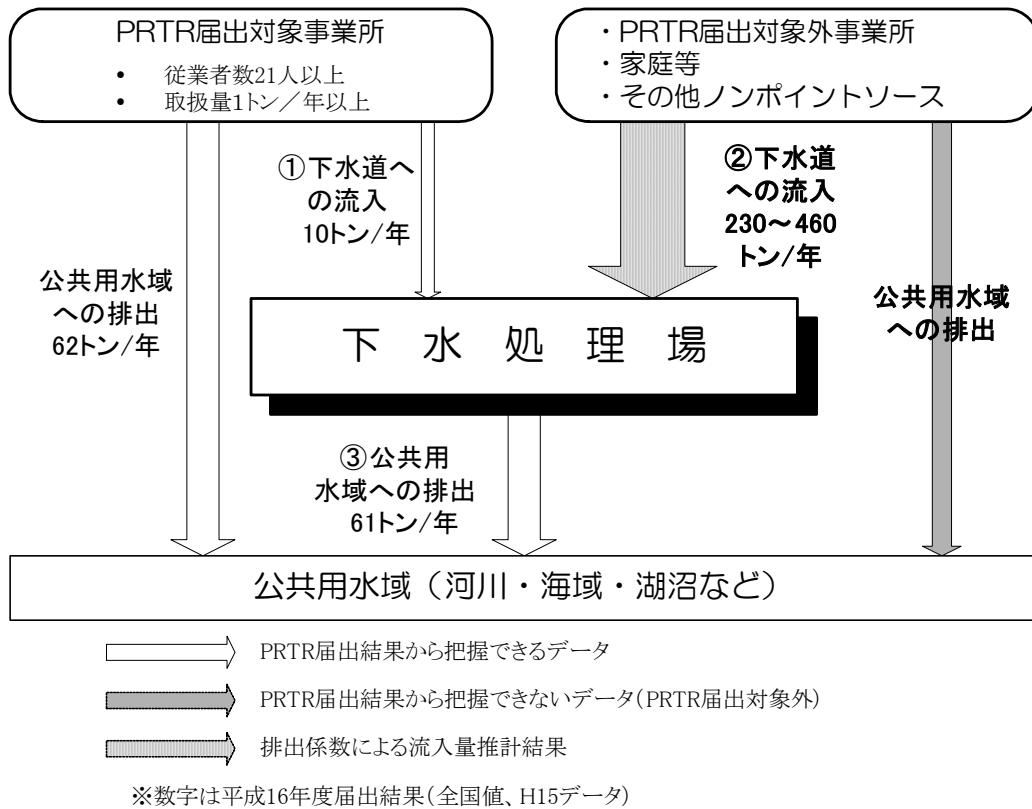 PRTR届出対象事業所
• 従業者数21人以上
• 取扱量1トン／年以上
・PRTR届出対象外事業所
・家庭等
・その他ノンポイントソース
①下水道へ
の流入
10トン/年
②下水道
への流入
230～460
トン/年
公共用水域
への排出
62トン/年
公共用水域
への排出
下水処理場
③公共用
水域への排出
61トン/年
公共用水域（河川・海域・湖沼など）
PRTR届出結果から把握できるデータ
PRTR届出結果から把握できないデータ(PRTR届出対象外)
排出係数による流入量推計結果
※数字は平成16年度届出結果(全国値、H15データ)